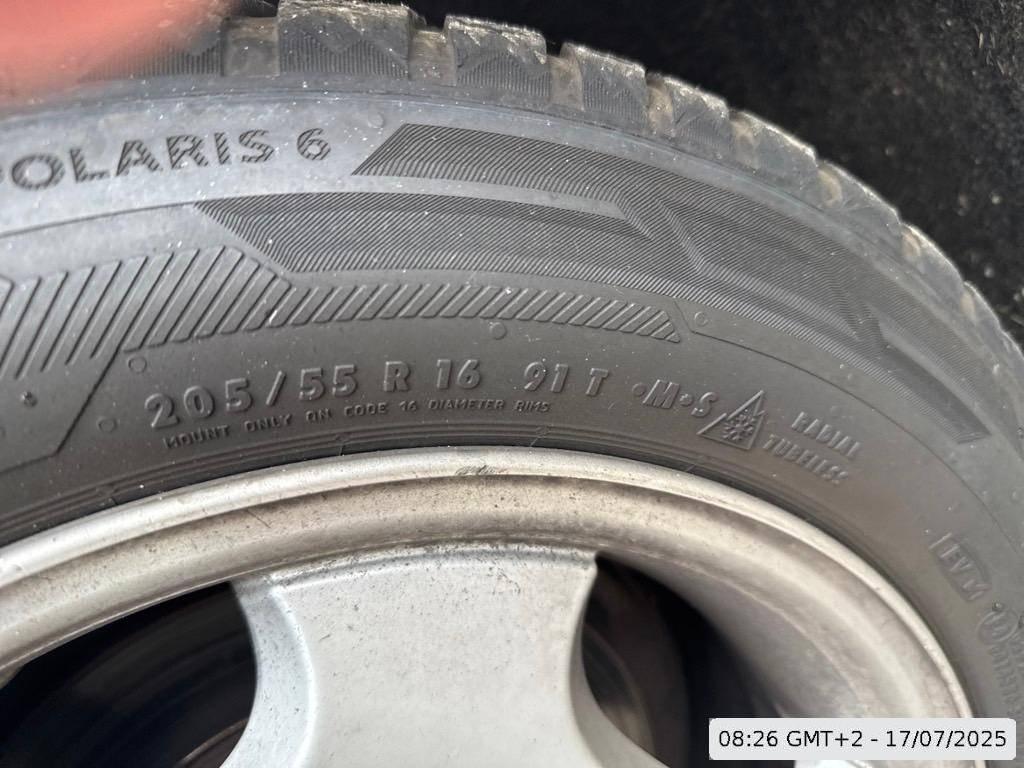 POLARIS 6
205/55 R 16 91 T •M•S
MOUNT ONLY ON CODE 16 DIAMETER RIMS
RADIAL
TUBELESS
08:26 GMT+2 - 17/07/2025